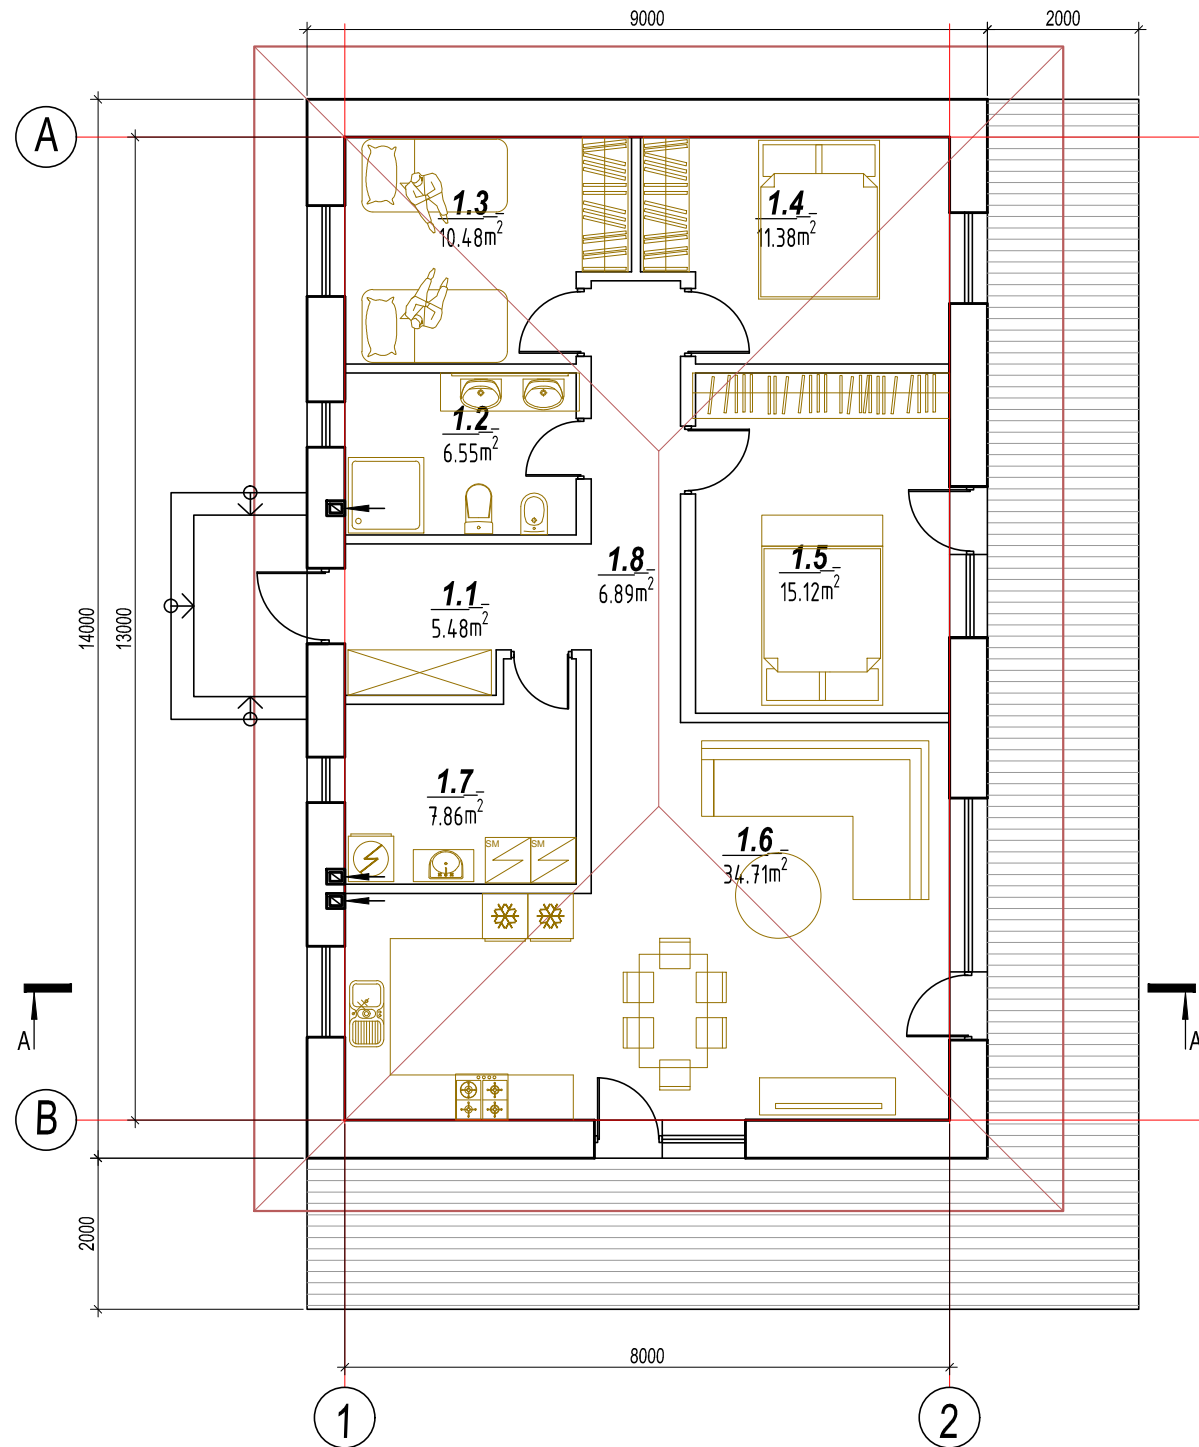 9000
2000
A
1.3
10.48m²
1.4
11.38m²
1.2
6.55m²
1.8
6.89m²
1.5
15.12m²
1.1
5.48m²
14000
13000
1.7
7.86m²
SM
SM
1.6
34.71m²
A
A
B
2000
8000
1
2